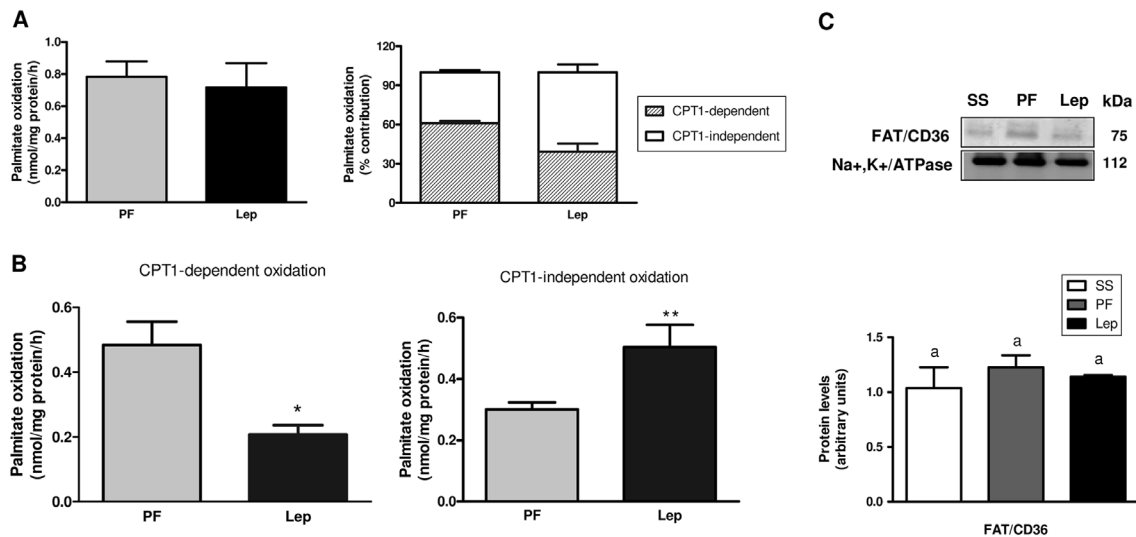 A
Palmitate oxidation
(nmol/mg protein/h)
1.0
0.8
0.6
0.4
0.2
0.0
PF
Lep
Palmitate oxidation
(% contribution)
120
90
60
30
0
PF
Lep
CPT1-dependent
CPT1-independent
B
CPT1-dependent oxidation
Palmitate oxidation
(nmol/mg protein/h)
0.6
0.4
0.2
0.0
*
PF
Lep
CPT1-independent oxidation
Palmitate oxidation
(nmol/mg protein/h)
0.6
0.4
0.2
0.0
**
PF
Lep
C
SS PF Lep kDa
FAT/CD36 75
Na+,K+/ATPase 112
SS
PF
Lep
Protein levels
(arbitrary units)
1.5
1.0
0.5
0.0
a
a
a
FAT/CD36